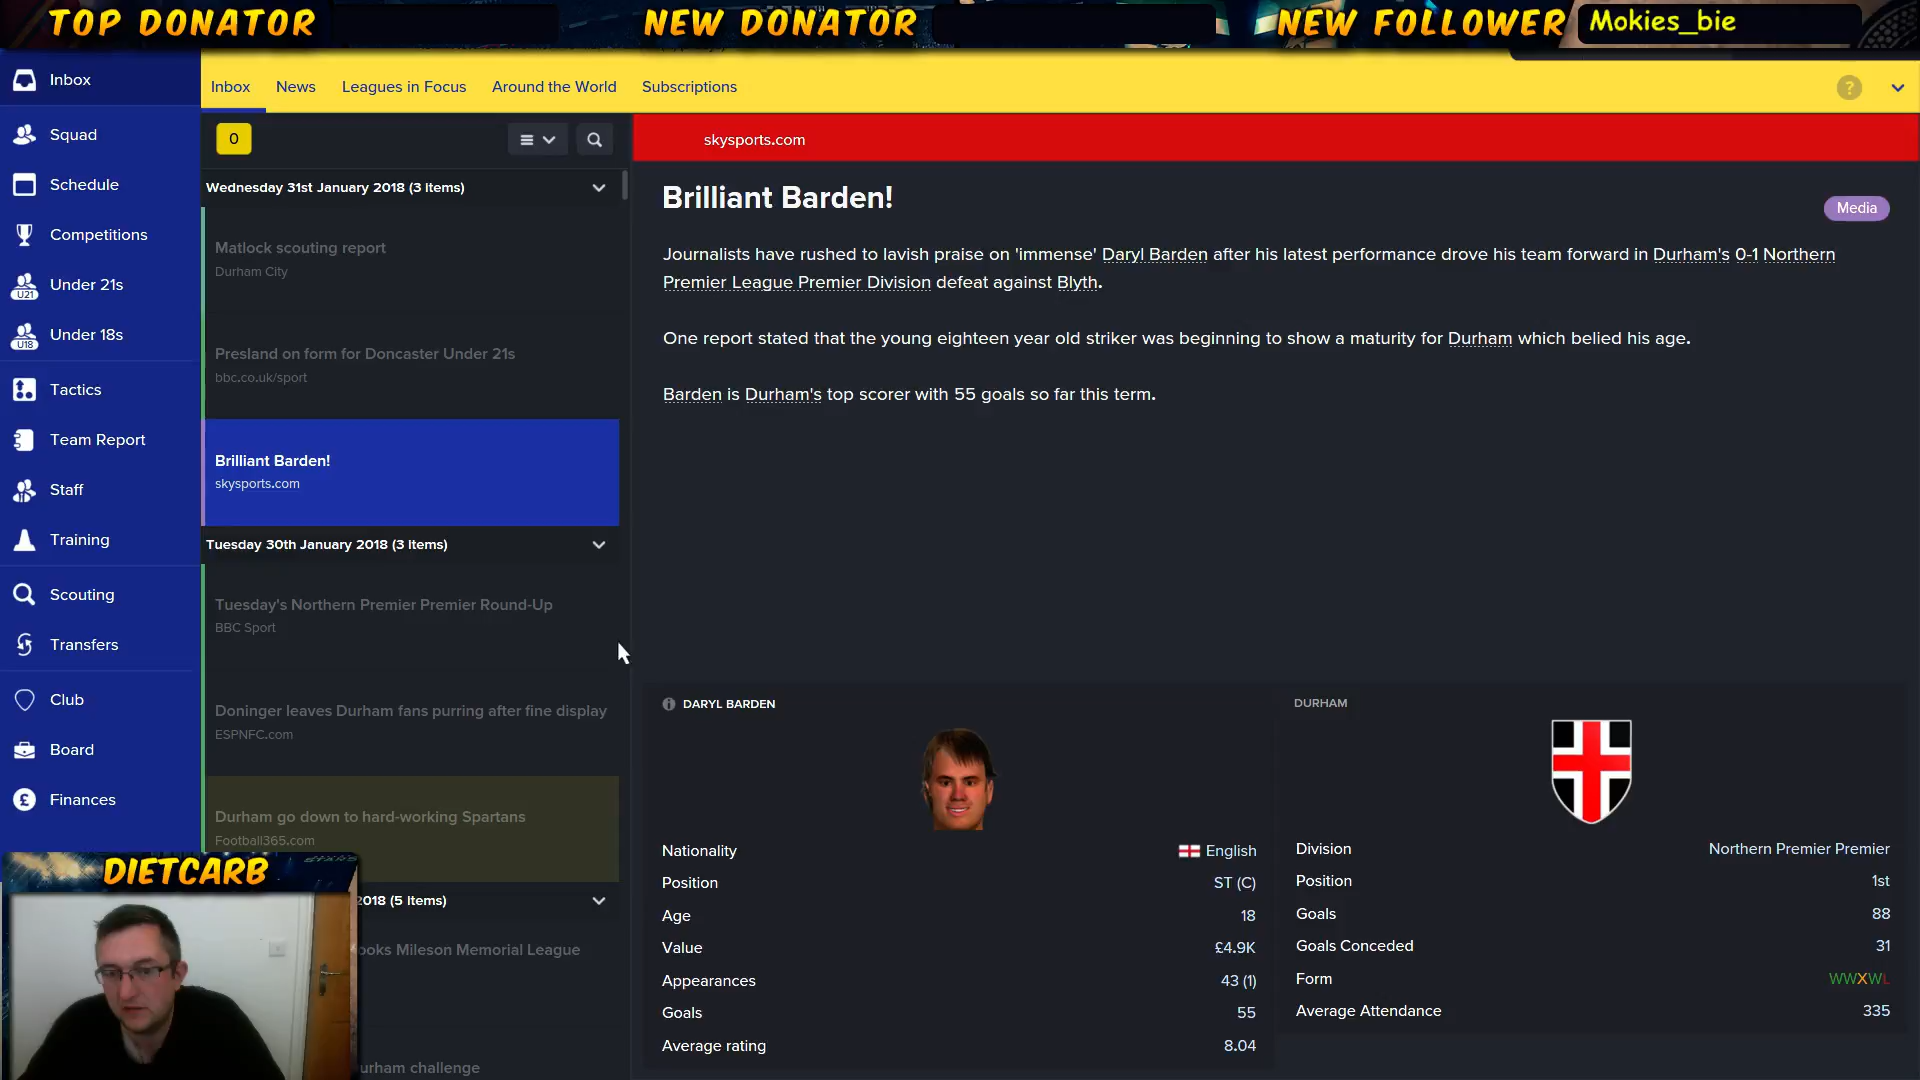 TOP DONATOR
NEW DONATOR
NEW FOLLOWER
Mokies_bie
Inbox
Squad
Schedule
Competitions
U21
Under 21s
U18
Under 18s
Tactics
Team Report
Staff
Training
Scouting
Transfers
Club
Board
Finances
Inbox News Leagues in Focus Around the World Subscriptions
?
0
Wednesday 31st January 2018 (3 items)
Matlock scouting report
Durham City
Presland on form for Doncaster Under 21s
bbc.co.uk/sport
Brilliant Barden!
skysports.com
Tuesday 30th January 2018 (3 items)
Tuesday's Northern Premier Premier Round-Up
BBC Sport
Doninger leaves Durham fans purring after fine display
ESPNFC.com
Durham go down to hard-working Spartans
Football365.com
2018 (5 items)
ooks Mileson Memorial League
urham challenge
DIETCARB
skysports.com
Brilliant Barden!
Media
Journalists have rushed to lavish praise on 'immense' Daryl Barden after his latest performance drove his team forward in Durham's 0-1 Northern
Premier League Premier Division defeat against Blyth.
One report stated that the young eighteen year old striker was beginning to show a maturity for Durham which belied his age.
Barden is Durham's top scorer with 55 goals so far this term.
DARYL BARDEN
Nationality English
Position ST (C)
Age 18
Value £4.9K
Appearances 43 (1)
Goals 55
Average rating 8.04
DURHAM
Division Northern Premier Premier
Position 1st
Goals 88
Goals Conceded 31
Form WWXWL
Average Attendance 335